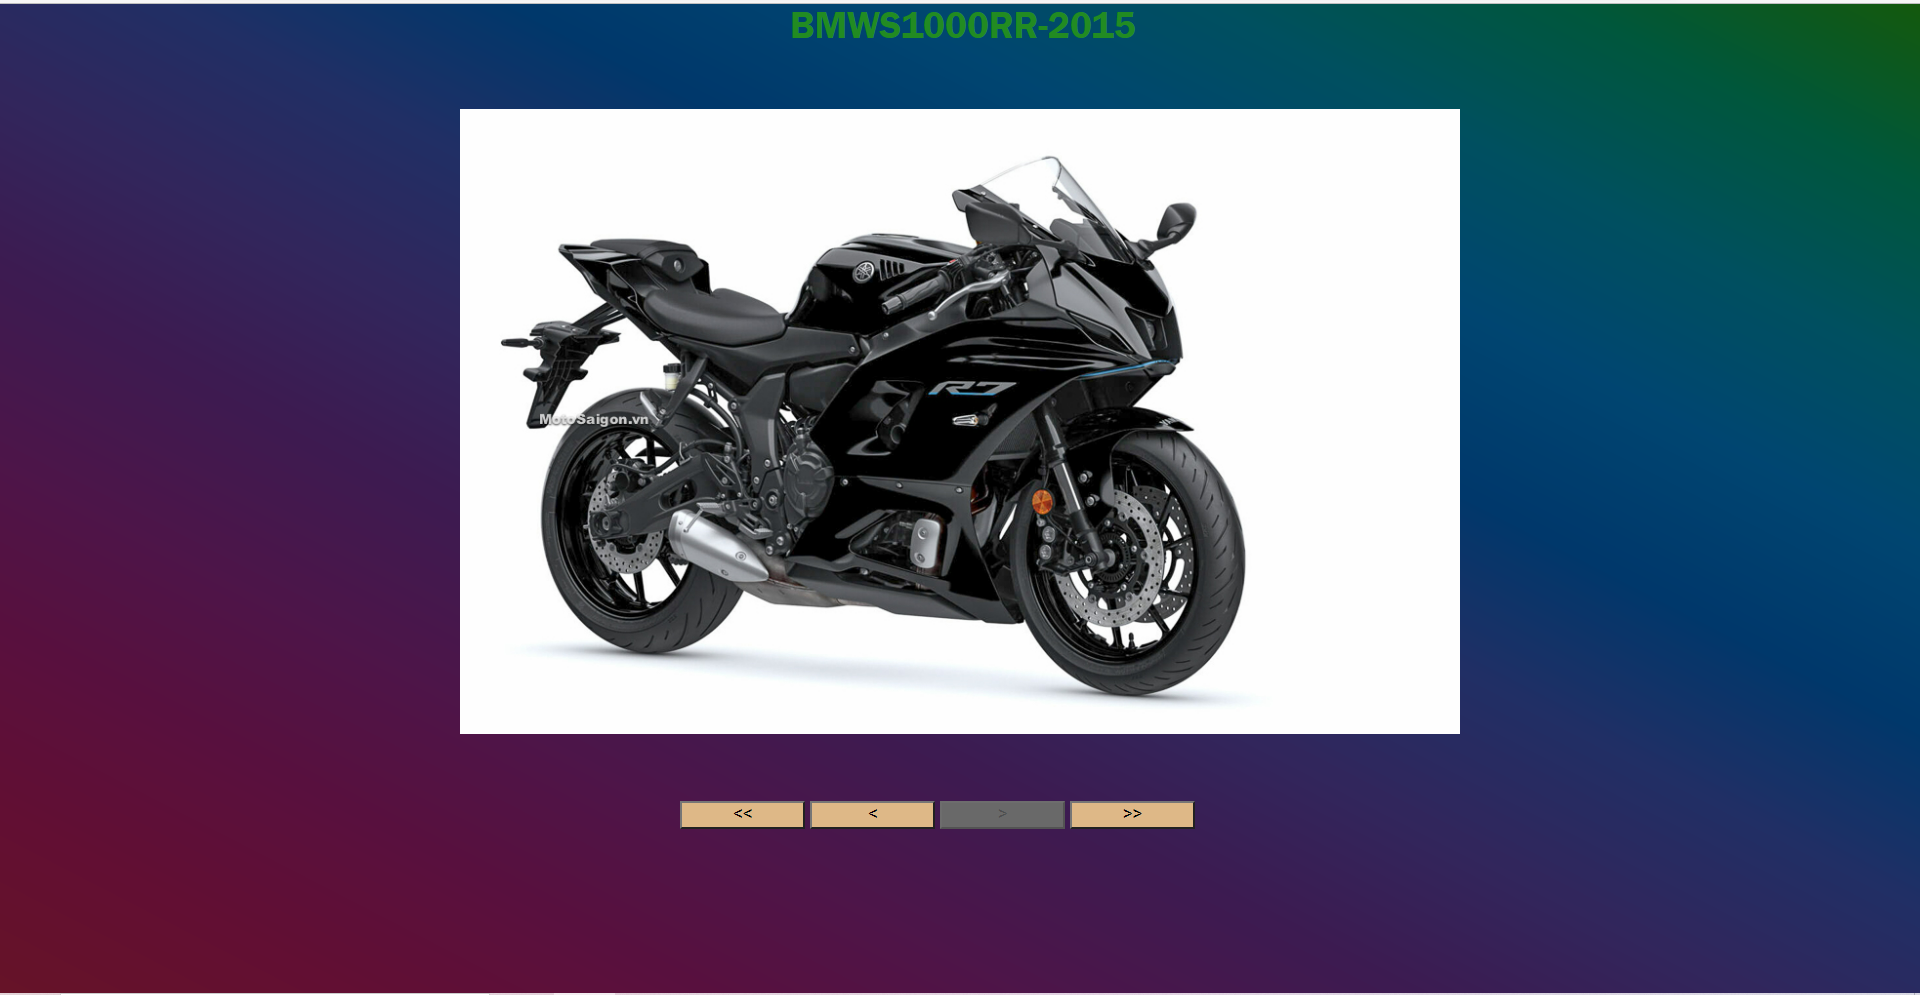 BMWS1000RR-2015
R7
MotoSaigon.vn
<< < > >>